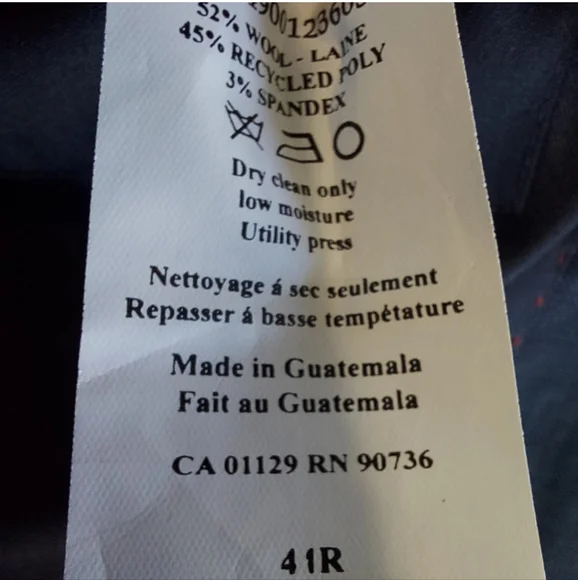 52% WOOL - LAINE
45% RECYCLED POLY
3% SPANDEX
Dry clean only
low moisture
Utility press
Nettoyage á sec seulement
Repasser á basse tempétature
Made in Guatemala
Fait au Guatemala
CA 01129 RN 90736
41R